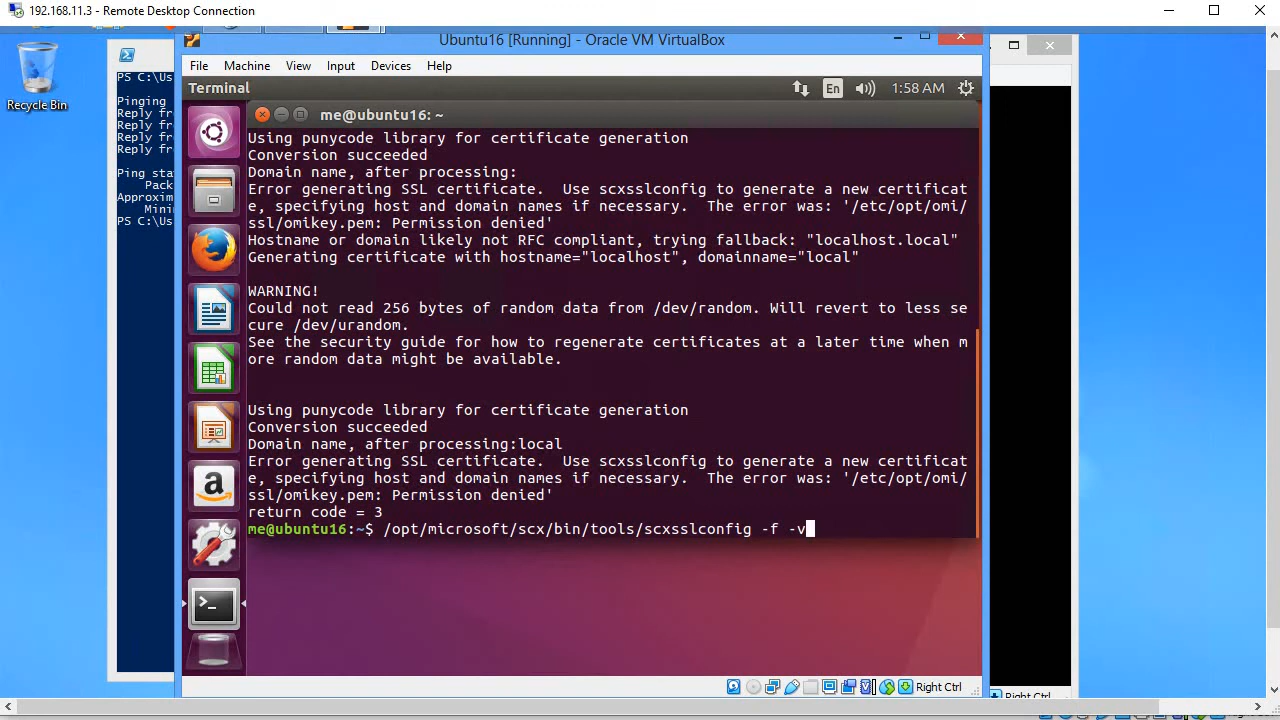 192.168.11.3 - Remote Desktop Connection
Ubuntu16 [Running] - Oracle VM VirtualBox
File Machine View Input Devices Help
Recycle Bin
PS C:\Us
Pinging
Reply fr
Reply fr
Reply fr
Reply fr
Ping sta
Pack
Approxim
Mini
PS C:\Us
Terminal En 1:58 AM
me@ubuntu16: ~
Using punycode library for certificate generation
Conversion succeeded
Domain name, after processing:
Error generating SSL certificate.  Use scxsslconfig to generate a new certificat
e, specifying host and domain names if necessary.  The error was: '/etc/opt/omi/
ssl/omikey.pem: Permission denied'
Hostname or domain likely not RFC compliant, trying fallback: "localhost.local"
Generating certificate with hostname="localhost", domainname="local"
WARNING!
Could not read 256 bytes of random data from /dev/random. Will revert to less se
cure /dev/urandom.
See the security guide for how to regenerate certificates at a later time when m
ore random data might be available.
Using punycode library for certificate generation
Conversion succeeded
Domain name, after processing:local
Error generating SSL certificate.  Use scxsslconfig to generate a new certificat
e, specifying host and domain names if necessary.  The error was: '/etc/opt/omi/
ssl/omikey.pem: Permission denied'
return code = 3
me@ubuntu16:~$ /opt/microsoft/scx/bin/tools/scxsslconfig -f -v
Right Ctrl
Right Ctrl